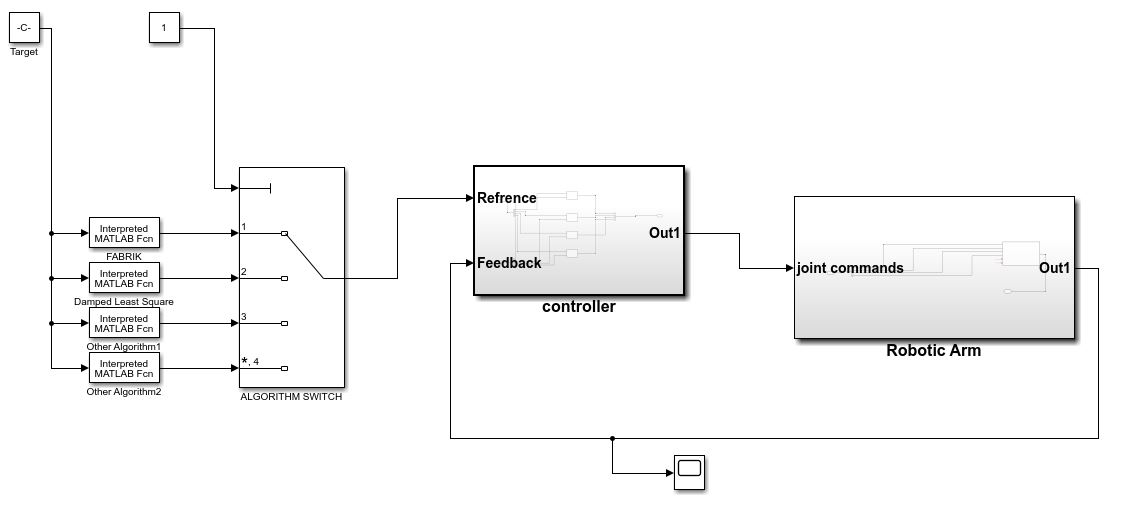 -C-
Target
1
Interpreted
MATLAB Fcn
FABRIK
Interpreted
MATLAB Fcn
Damped Least Square
Interpreted
MATLAB Fcn
Other Algorithm1
Interpreted
MATLAB Fcn
Other Algorithm2
1
2
3
*, 4
ALGORITHM SWITCH
Refrence
Feedback
Out1
controller
joint commands
Out1
Robotic Arm